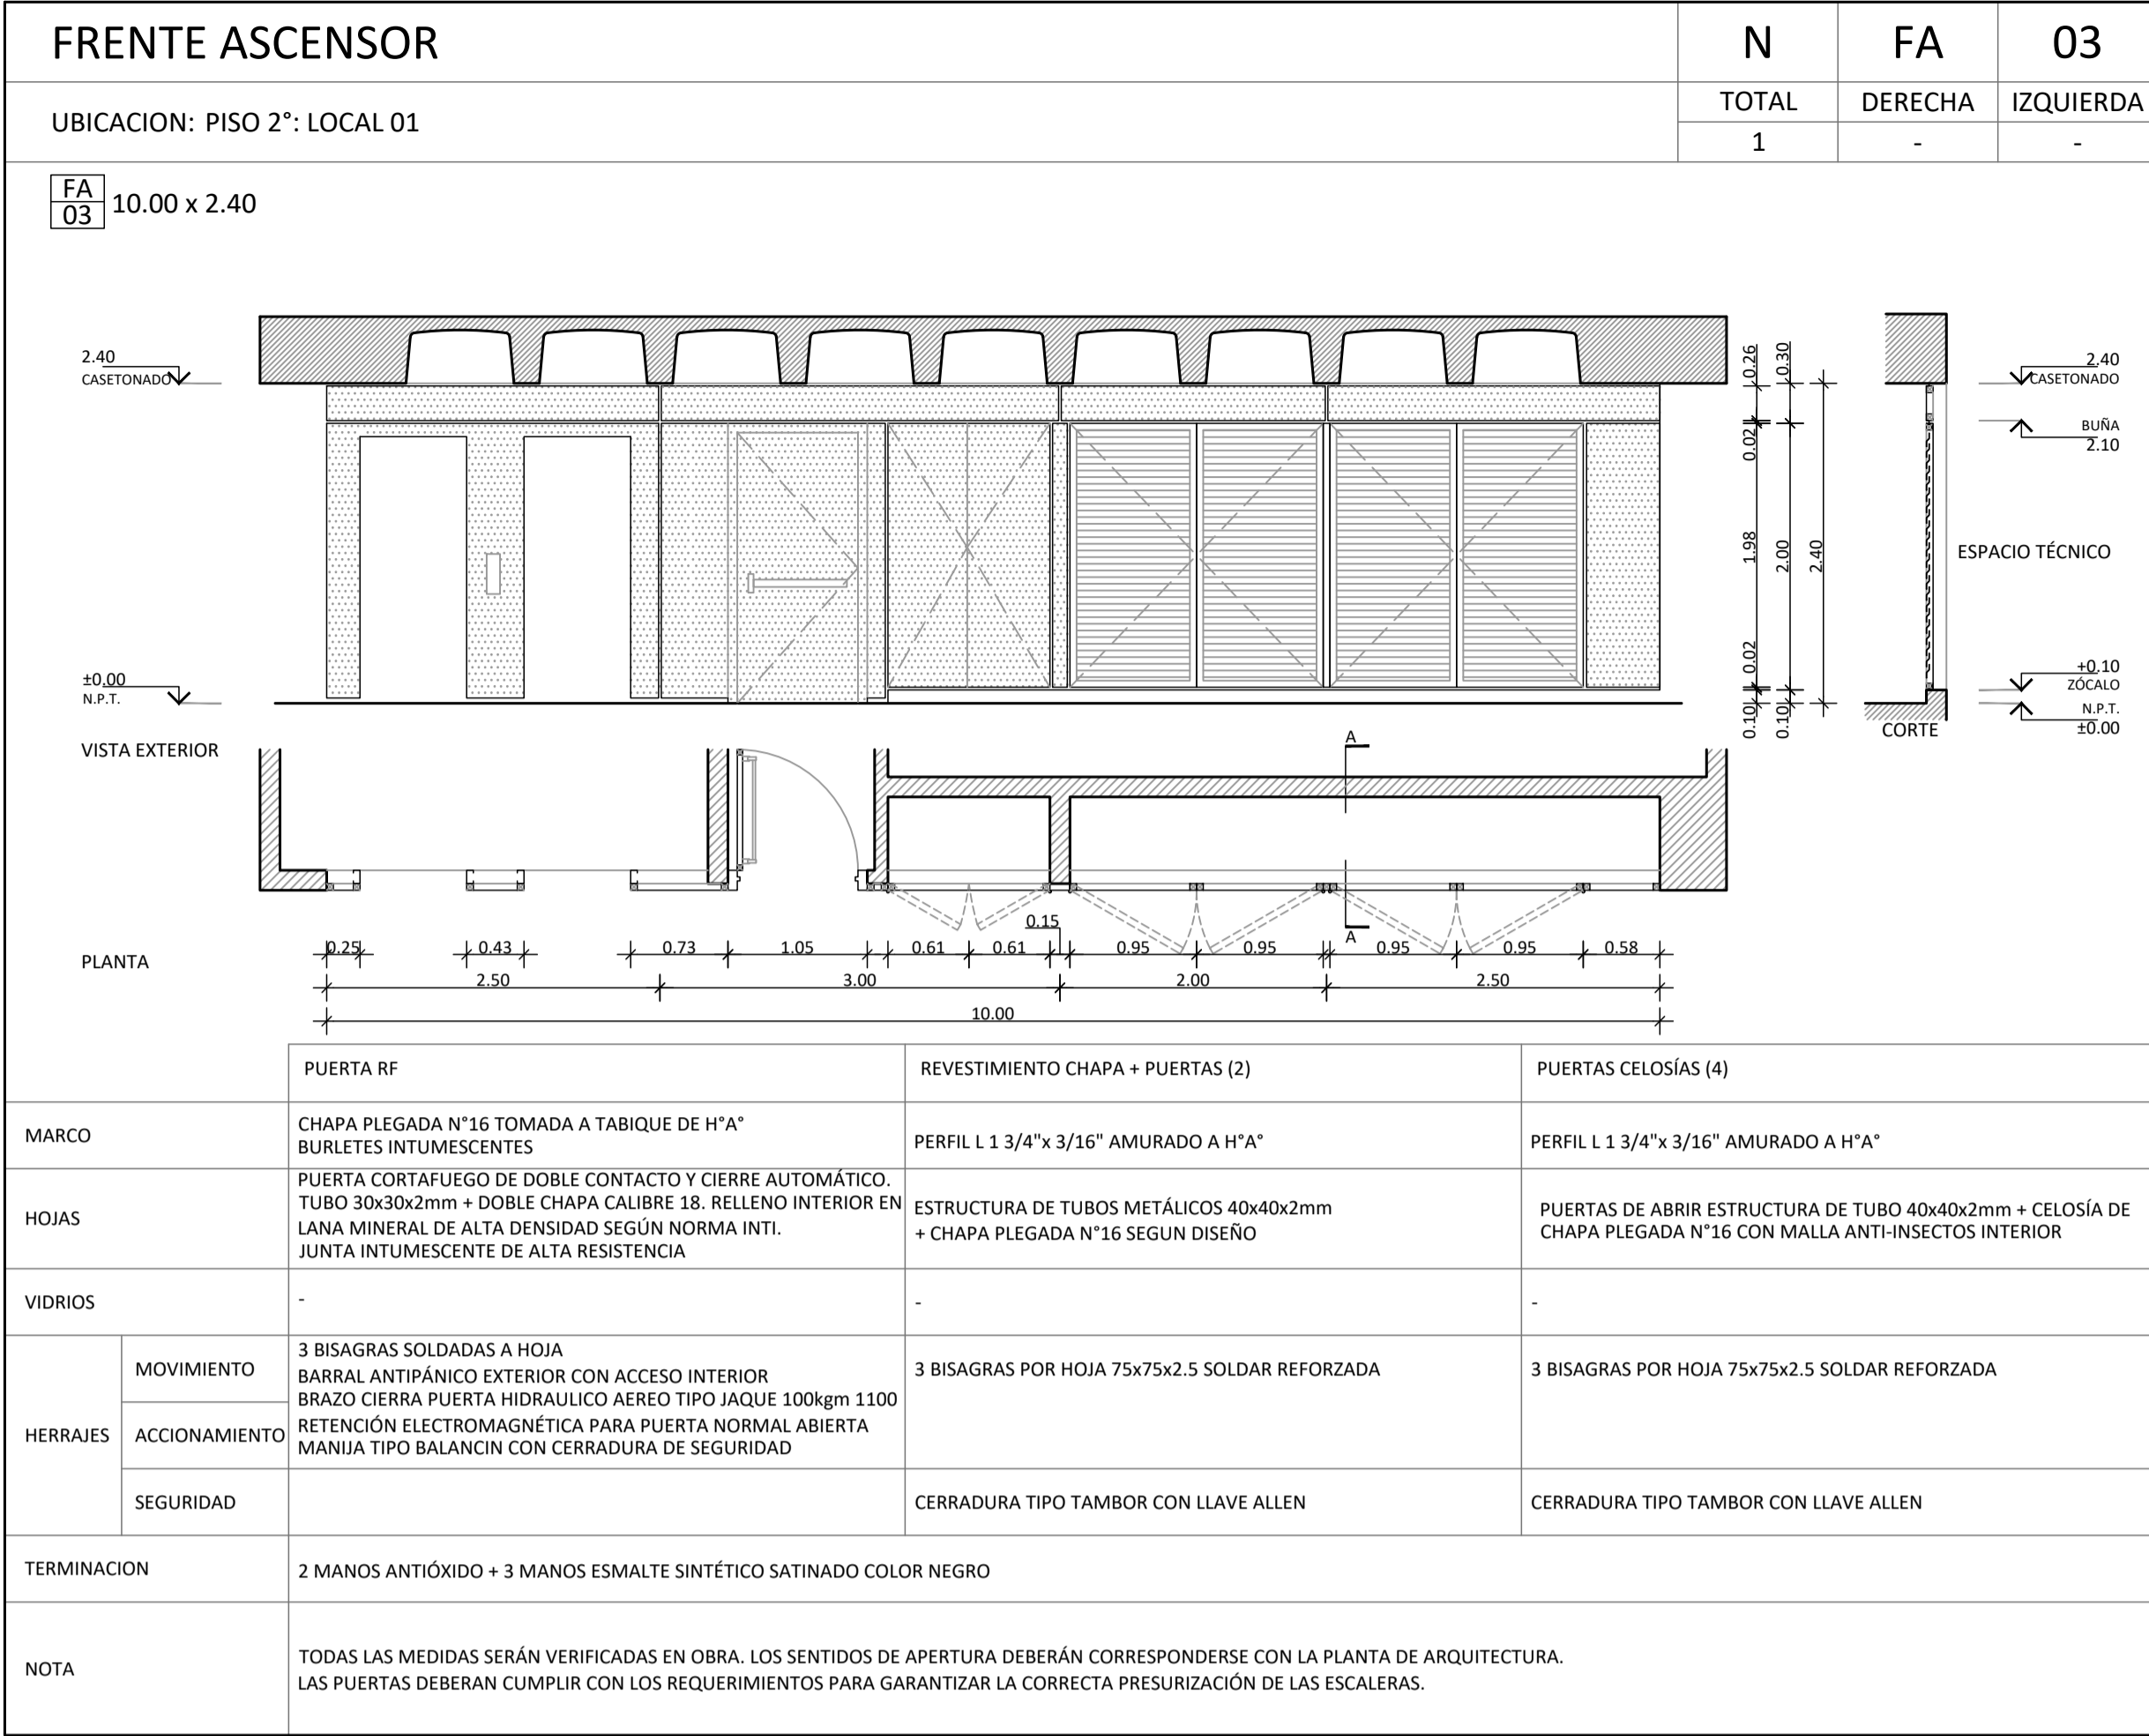 FRENTE ASCENSOR
N FA 03
UBICACION: PISO 2°: LOCAL 01
TOTAL DERECHA IZQUIERDA
1 - -
FA
03
10.00 x 2.40
2.40
CASETONADO
±0.00
N.P.T.
VISTA EXTERIOR
0.26
0.30
0.02
1.98
2.00
2.40
0.02
0.10
0.10
2.40
CASETONADO
BUÑA
2.10
ESPACIO TÉCNICO
+0.10
ZÓCALO
N.P.T.
±0.00
CORTE
A
A
PLANTA
0.15
0.25 0.43 0.73 1.05 0.61 0.61 0.95 0.95 0.95 0.95 0.58
2.50 3.00 2.00 2.50
10.00
PUERTA RF
REVESTIMIENTO CHAPA + PUERTAS (2)
PUERTAS CELOSÍAS (4)
MARCO
CHAPA PLEGADA N°16 TOMADA A TABIQUE DE H°A°
BURLETES INTUMESCENTES
PERFIL L 1 3/4"x 3/16" AMURADO A H°A°
PERFIL L 1 3/4"x 3/16" AMURADO A H°A°
HOJAS
PUERTA CORTAFUEGO DE DOBLE CONTACTO Y CIERRE AUTOMÁTICO.
TUBO 30x30x2mm + DOBLE CHAPA CALIBRE 18. RELLENO INTERIOR EN
LANA MINERAL DE ALTA DENSIDAD SEGÚN NORMA INTI.
JUNTA INTUMESCENTE DE ALTA RESISTENCIA
ESTRUCTURA DE TUBOS METÁLICOS 40x40x2mm
+ CHAPA PLEGADA N°16 SEGUN DISEÑO
PUERTAS DE ABRIR ESTRUCTURA DE TUBO 40x40x2mm + CELOSÍA DE
CHAPA PLEGADA N°16 CON MALLA ANTI-INSECTOS INTERIOR
VIDRIOS
-
-
-
HERRAJES
MOVIMIENTO
ACCIONAMIENTO
3 BISAGRAS SOLDADAS A HOJA
BARRAL ANTIPÁNICO EXTERIOR CON ACCESO INTERIOR
BRAZO CIERRA PUERTA HIDRAULICO AEREO TIPO JAQUE 100kgm 1100
RETENCIÓN ELECTROMAGNÉTICA PARA PUERTA NORMAL ABIERTA
MANIJA TIPO BALANCIN CON CERRADURA DE SEGURIDAD
3 BISAGRAS POR HOJA 75x75x2.5 SOLDAR REFORZADA
3 BISAGRAS POR HOJA 75x75x2.5 SOLDAR REFORZADA
SEGURIDAD
CERRADURA TIPO TAMBOR CON LLAVE ALLEN
CERRADURA TIPO TAMBOR CON LLAVE ALLEN
TERMINACION
2 MANOS ANTIÓXIDO + 3 MANOS ESMALTE SINTÉTICO SATINADO COLOR NEGRO
NOTA
TODAS LAS MEDIDAS SERÁN VERIFICADAS EN OBRA. LOS SENTIDOS DE APERTURA DEBERÁN CORRESPONDERSE CON LA PLANTA DE ARQUITECTURA.
LAS PUERTAS DEBERAN CUMPLIR CON LOS REQUERIMIENTOS PARA GARANTIZAR LA CORRECTA PRESURIZACIÓN DE LAS ESCALERAS.